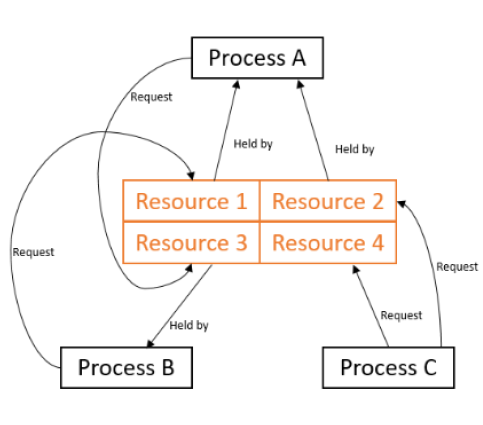 Process A
Request
Held by
Held by
Resource 1
Resource 2
Resource 3
Resource 4
Request
Request
Held by
Request
Process B
Process C